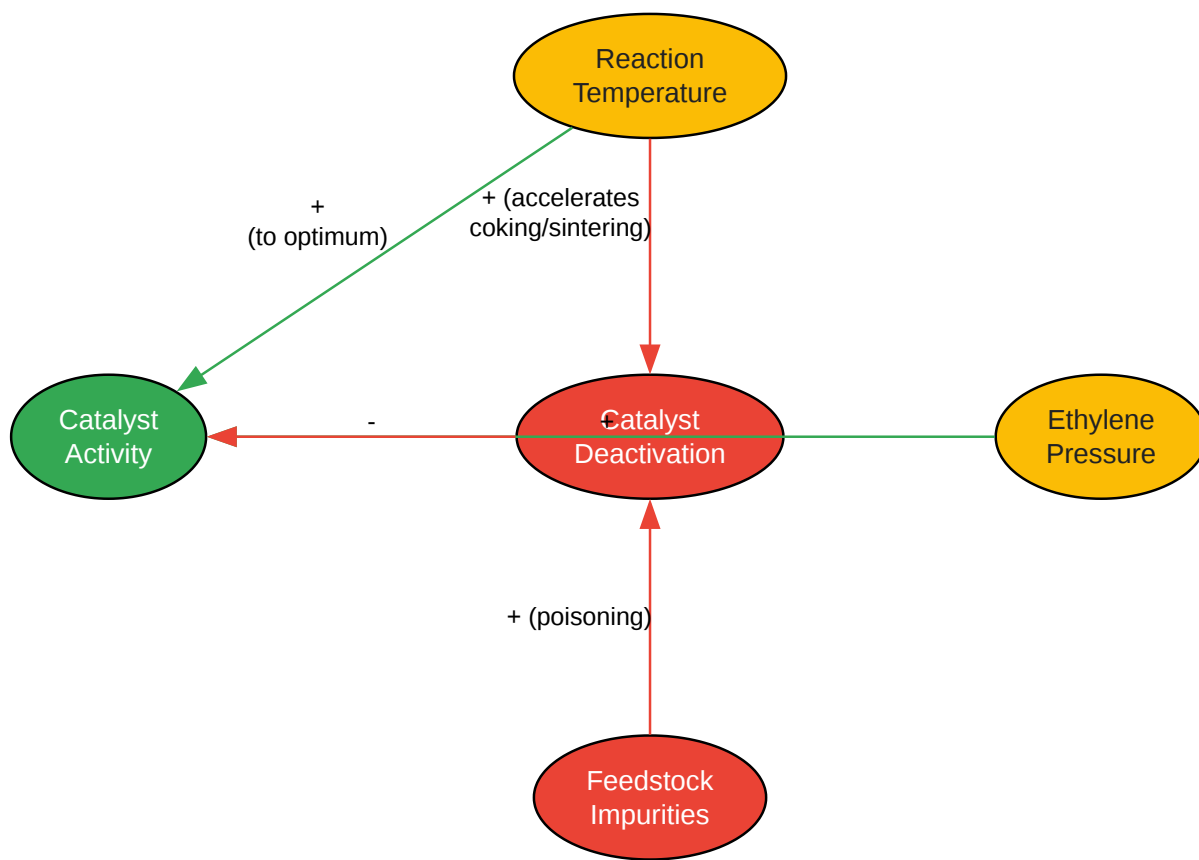 Reaction
Temperature
+
(to optimum)
+ (accelerates
coking/sintering)
Catalyst
Activity
-
Catalyst
Deactivation
+
Ethylene
Pressure
+ (poisoning)
Feedstock
Impurities